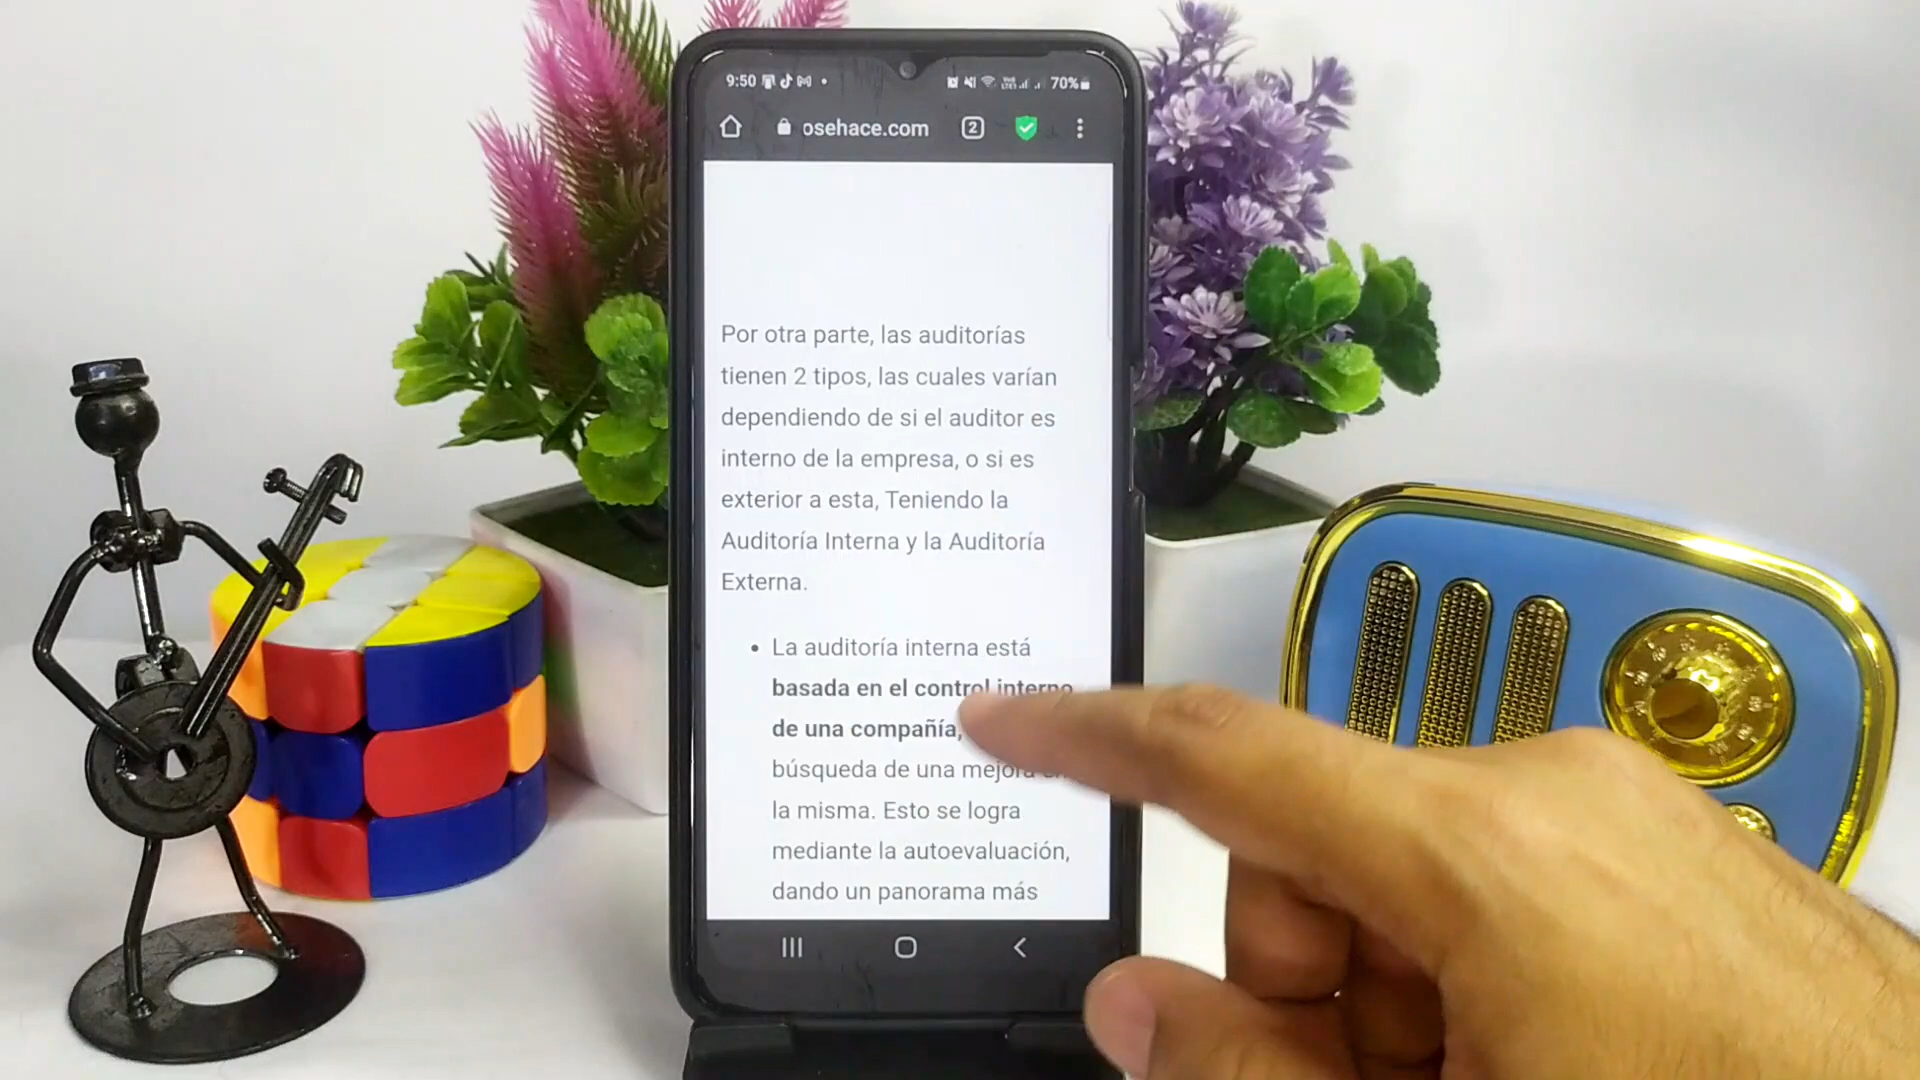 9:50
70%
osehace.com
2
Por otra parte, las auditorías
tienen 2 tipos, las cuales varían
dependiendo de si el auditor es
interno de la empresa, o si es
exterior a esta, Teniendo la
Auditoría Interna y la Auditoría
Externa.
• La auditoría interna está
basada en el control interno
de una compañía,
búsqueda de una mejora
la misma. Esto se logra
mediante la autoevaluación,
dando un panorama más